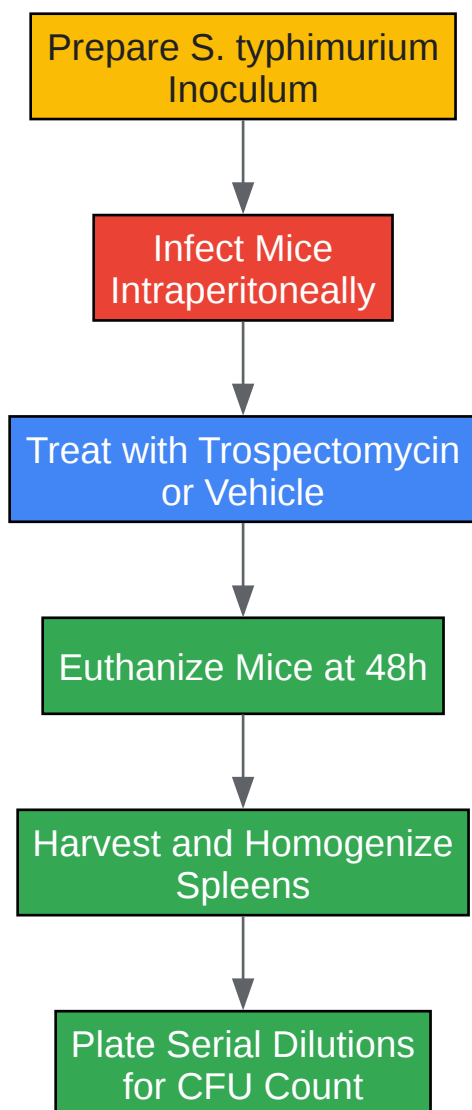 Prepare S. typhimurium
Inoculum
Infect Mice
Intraperitoneally
Treat with Trospectomycin
or Vehicle
Euthanize Mice at 48h
Harvest and Homogenize
Spleens
Plate Serial Dilutions
for CFU Count